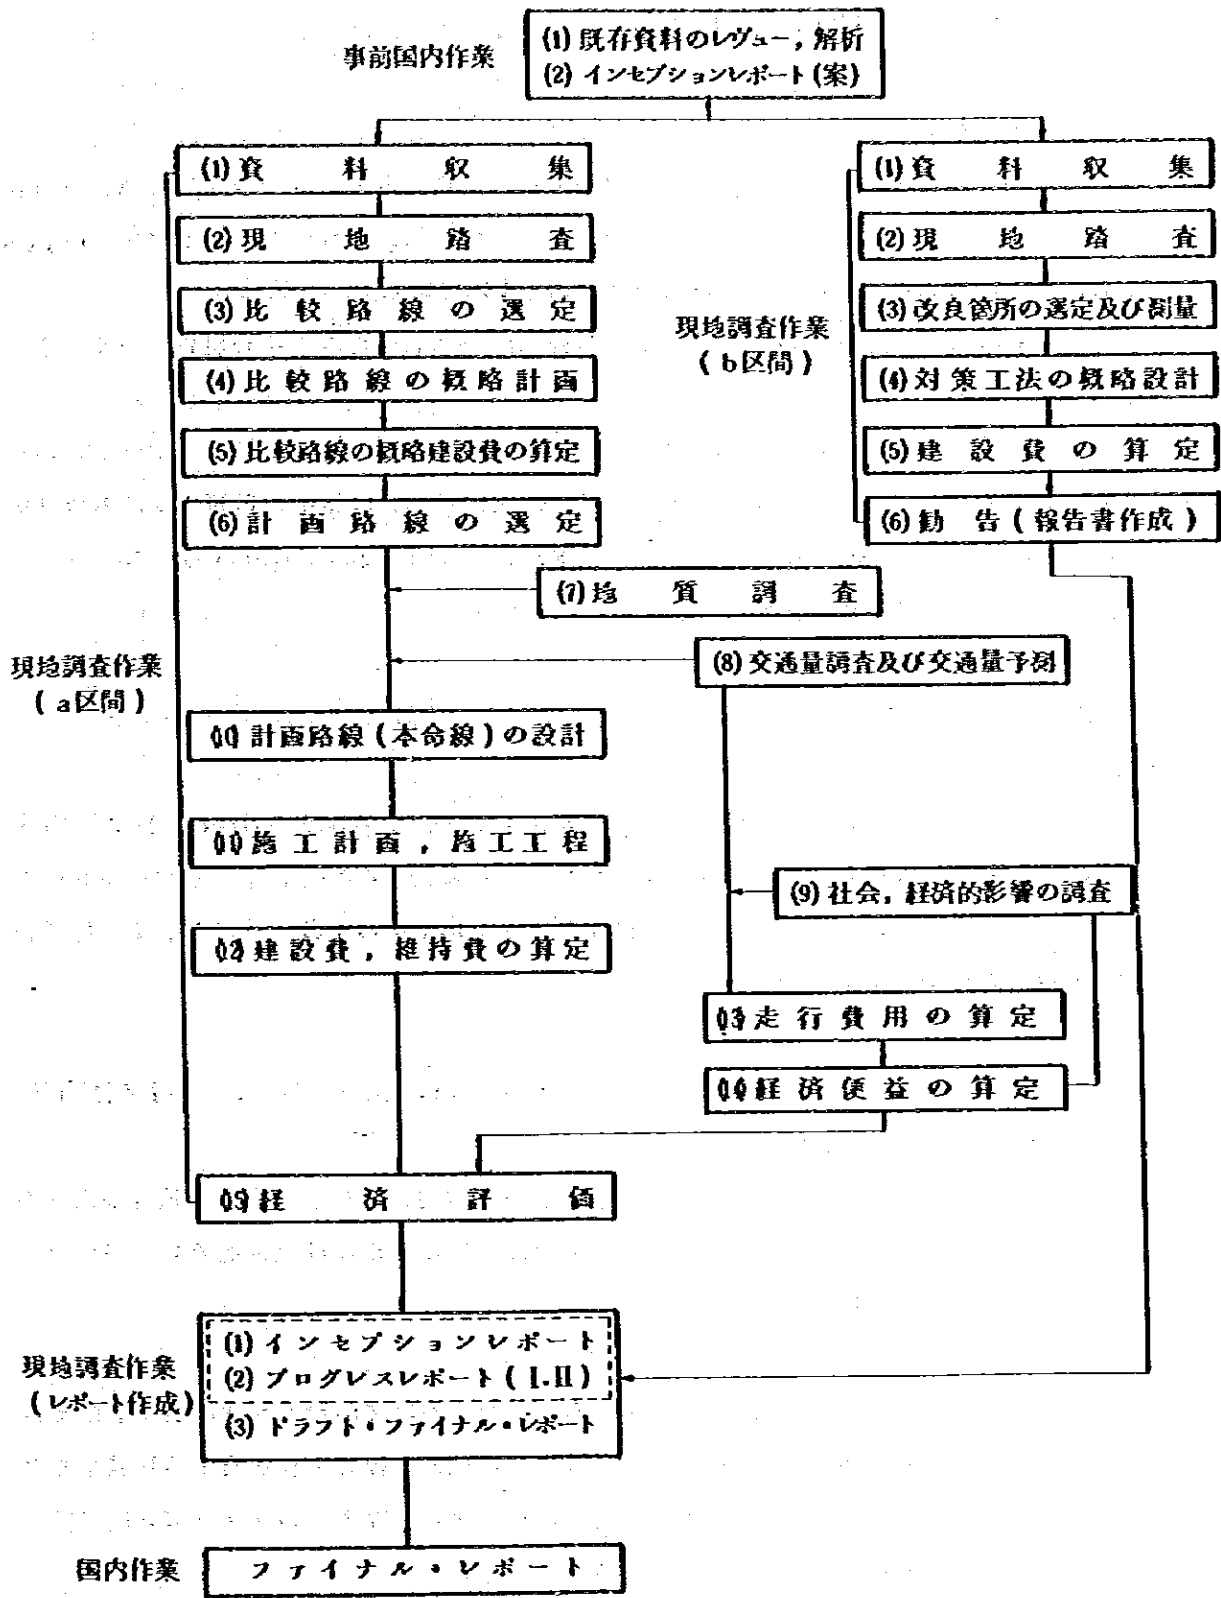 事前国内作業
(1) 既存資料のレヴュー，解析
(2) インセプションレポート(案)
(1) 資料収集
(2) 現地踏査
(3) 比較路線の選定
(4) 比較路線の概略計画
(5) 比較路線の概略建設費の算定
(6) 計画路線の選定
現地調査作業
(b区間)
(1) 資料収集
(2) 現地踏査
(3) 改良箇所の選定及び測量
(4) 対策工法の概略設計
(5) 建設費の算定
(6) 勧告(報告書作成)
(7) 地質調査
(8) 交通量調査及び交通量予測
現地調査作業
(a区間)
(10) 計画路線(本命線)の設計
(11) 施工計画，施工工程
(9) 社会，経済的影響の調査
(12) 建設費，維持費の算定
(13) 走行費用の算定
(14) 経済便益の算定
(15) 経済評価
現地調査作業
(レポート作成)
(1) インセプションレポート
(2) プログレスレポート(I.II)
(3) ドラフト・ファイナル・レポート
国内作業
ファイナル・レポート